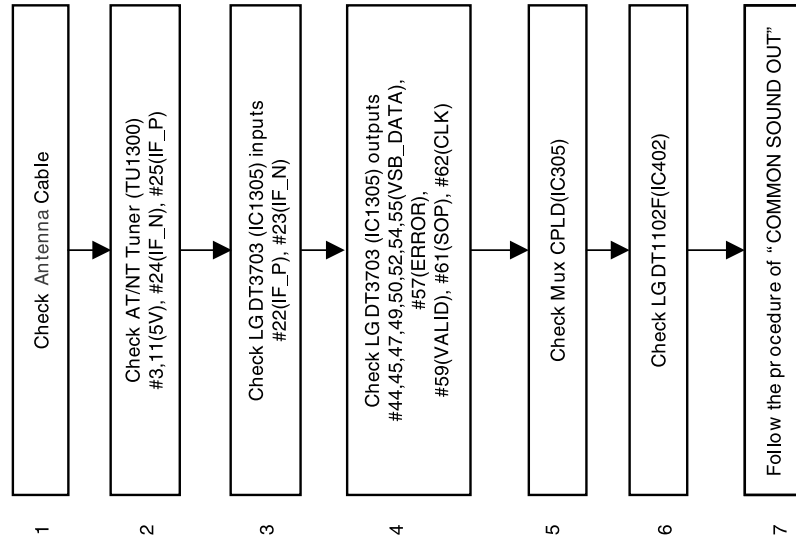 1
Check Antenna Cable
2
Check AT/NT Tuner (TU1300)
#3,11(5V), #24(IF_N), #25(IF_P)
3
Check LG DT3703 (IC1305) inputs
#22(IF_P), #23(IF_N)
4
Check LG DT3703 (IC1305) outputs
#44,45,47,49,50,52,54,55(VSB_DATA),
#57(ERROR),
#59(VALID), #61(SOP), #62(CLK)
5
Check Mux CPLD(IC305)
6
Check LG DT1102F(IC402)
7
Follow the procedure of “COMMON SOUND OUT”